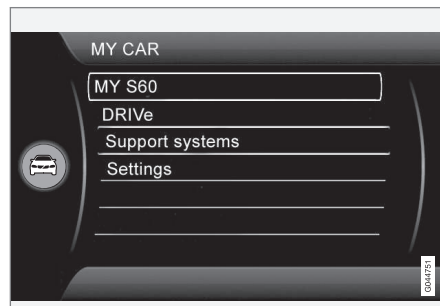 MY CAR
MY S60
DRIVe
Support systems
Settings
G044751